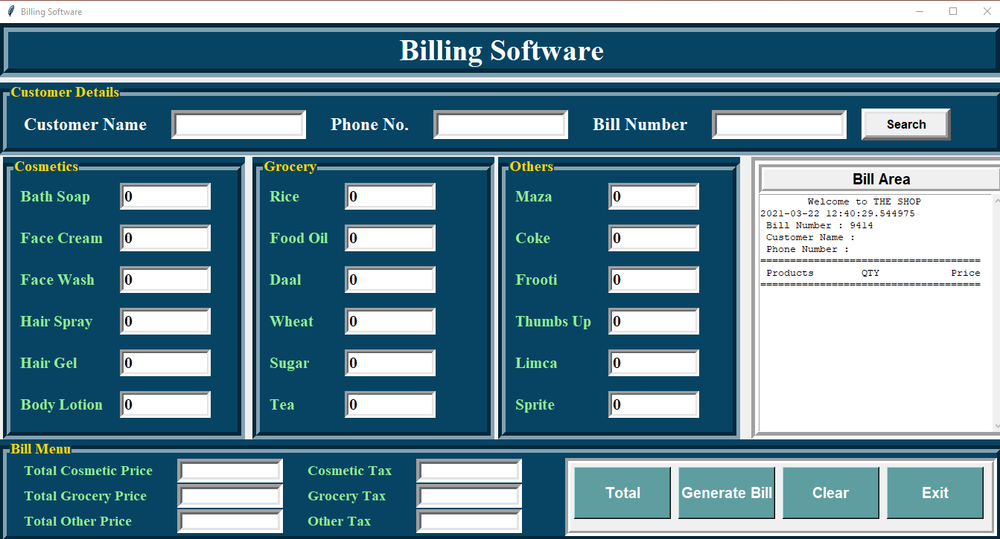 Billing Software
Billing Software
Customer Details
Customer Name Phone No. Bill Number Search
Cosmetics
Bath Soap 0
Face Cream 0
Face Wash 0
Hair Spray 0
Hair Gel 0
Body Lotion 0
Grocery
Rice 0
Food Oil 0
Daal 0
Wheat 0
Sugar 0
Tea 0
Others
Maza 0
Coke 0
Frooti 0
Thumbs Up 0
Limca 0
Sprite 0
Bill Area
Welcome to THE SHOP
2021-03-22 12:40:29.544975
Bill Number : 9414
Customer Name :
Phone Number :
=====================================
Products QTY Price
=====================================
Bill Menu
Total Cosmetic Price Cosmetic Tax
Total Grocery Price Grocery Tax
Total Other Price Other Tax
Total Generate Bill Clear Exit